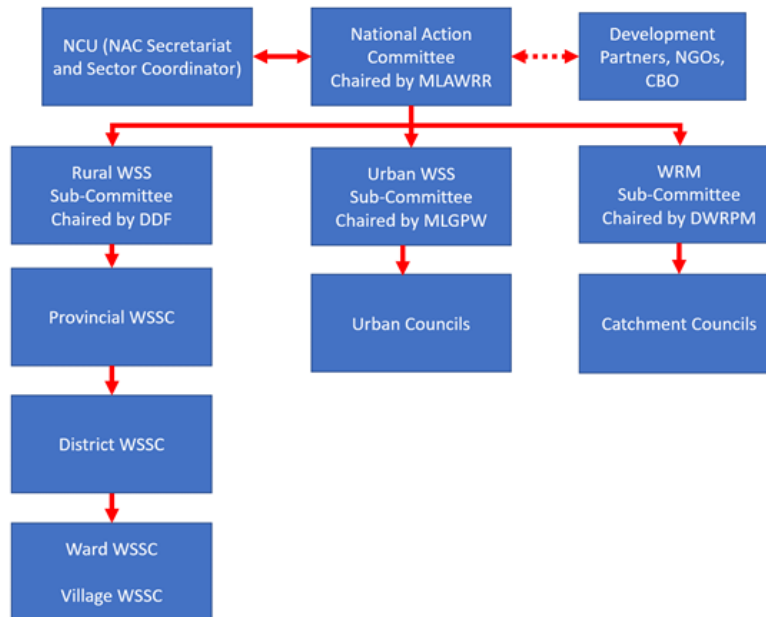 NCU (NAC Secretariat
and Sector Coordinator)
National Action
Committee
Chaired by MLAWRR
Development
Partners, NGOs,
CBO
Rural WSS
Sub-Committee
Chaired by DDF
Urban WSS
Sub-Committee
Chaired by MLGPW
WRM
Sub-Committee
Chaired by DWRPM
Provincial WSSC
Urban Councils
Catchment Councils
District WSSC
Ward WSSC
Village WSSC